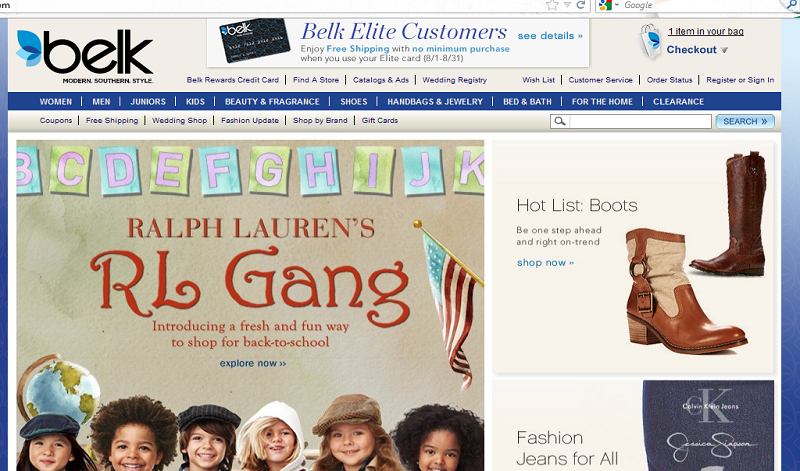 om
Google
belk
MODERN. SOUTHERN. STYLE.
belk
Belk Elite Customers
Enjoy Free Shipping with no minimum purchase
when you use your Elite card (8/1-8/31)
see details »
1 item in your bag
Checkout
Belk Rewards Credit Card | Find A Store | Catalogs & Ads | Wedding Registry
Wish List | Customer Service | Order Status | Register or Sign In
WOMEN | MEN | JUNIORS | KIDS | BEAUTY & FRAGRANCE | SHOES | HANDBAGS & JEWELRY | BED & BATH | FOR THE HOME | CLEARANCE
Coupons | Free Shipping | Wedding Shop | Fashion Update | Shop by Brand | Gift Cards
SEARCH »
B C D E F G H I J K
RALPH LAUREN'S
RL Gang
Introducing a fresh and fun way
to shop for back-to-school
explore now »
Hot List: Boots
Be one step ahead
and right on-trend
shop now »
Fashion
Jeans for All
cK
Calvin Klein Jeans
Jessica Simpson